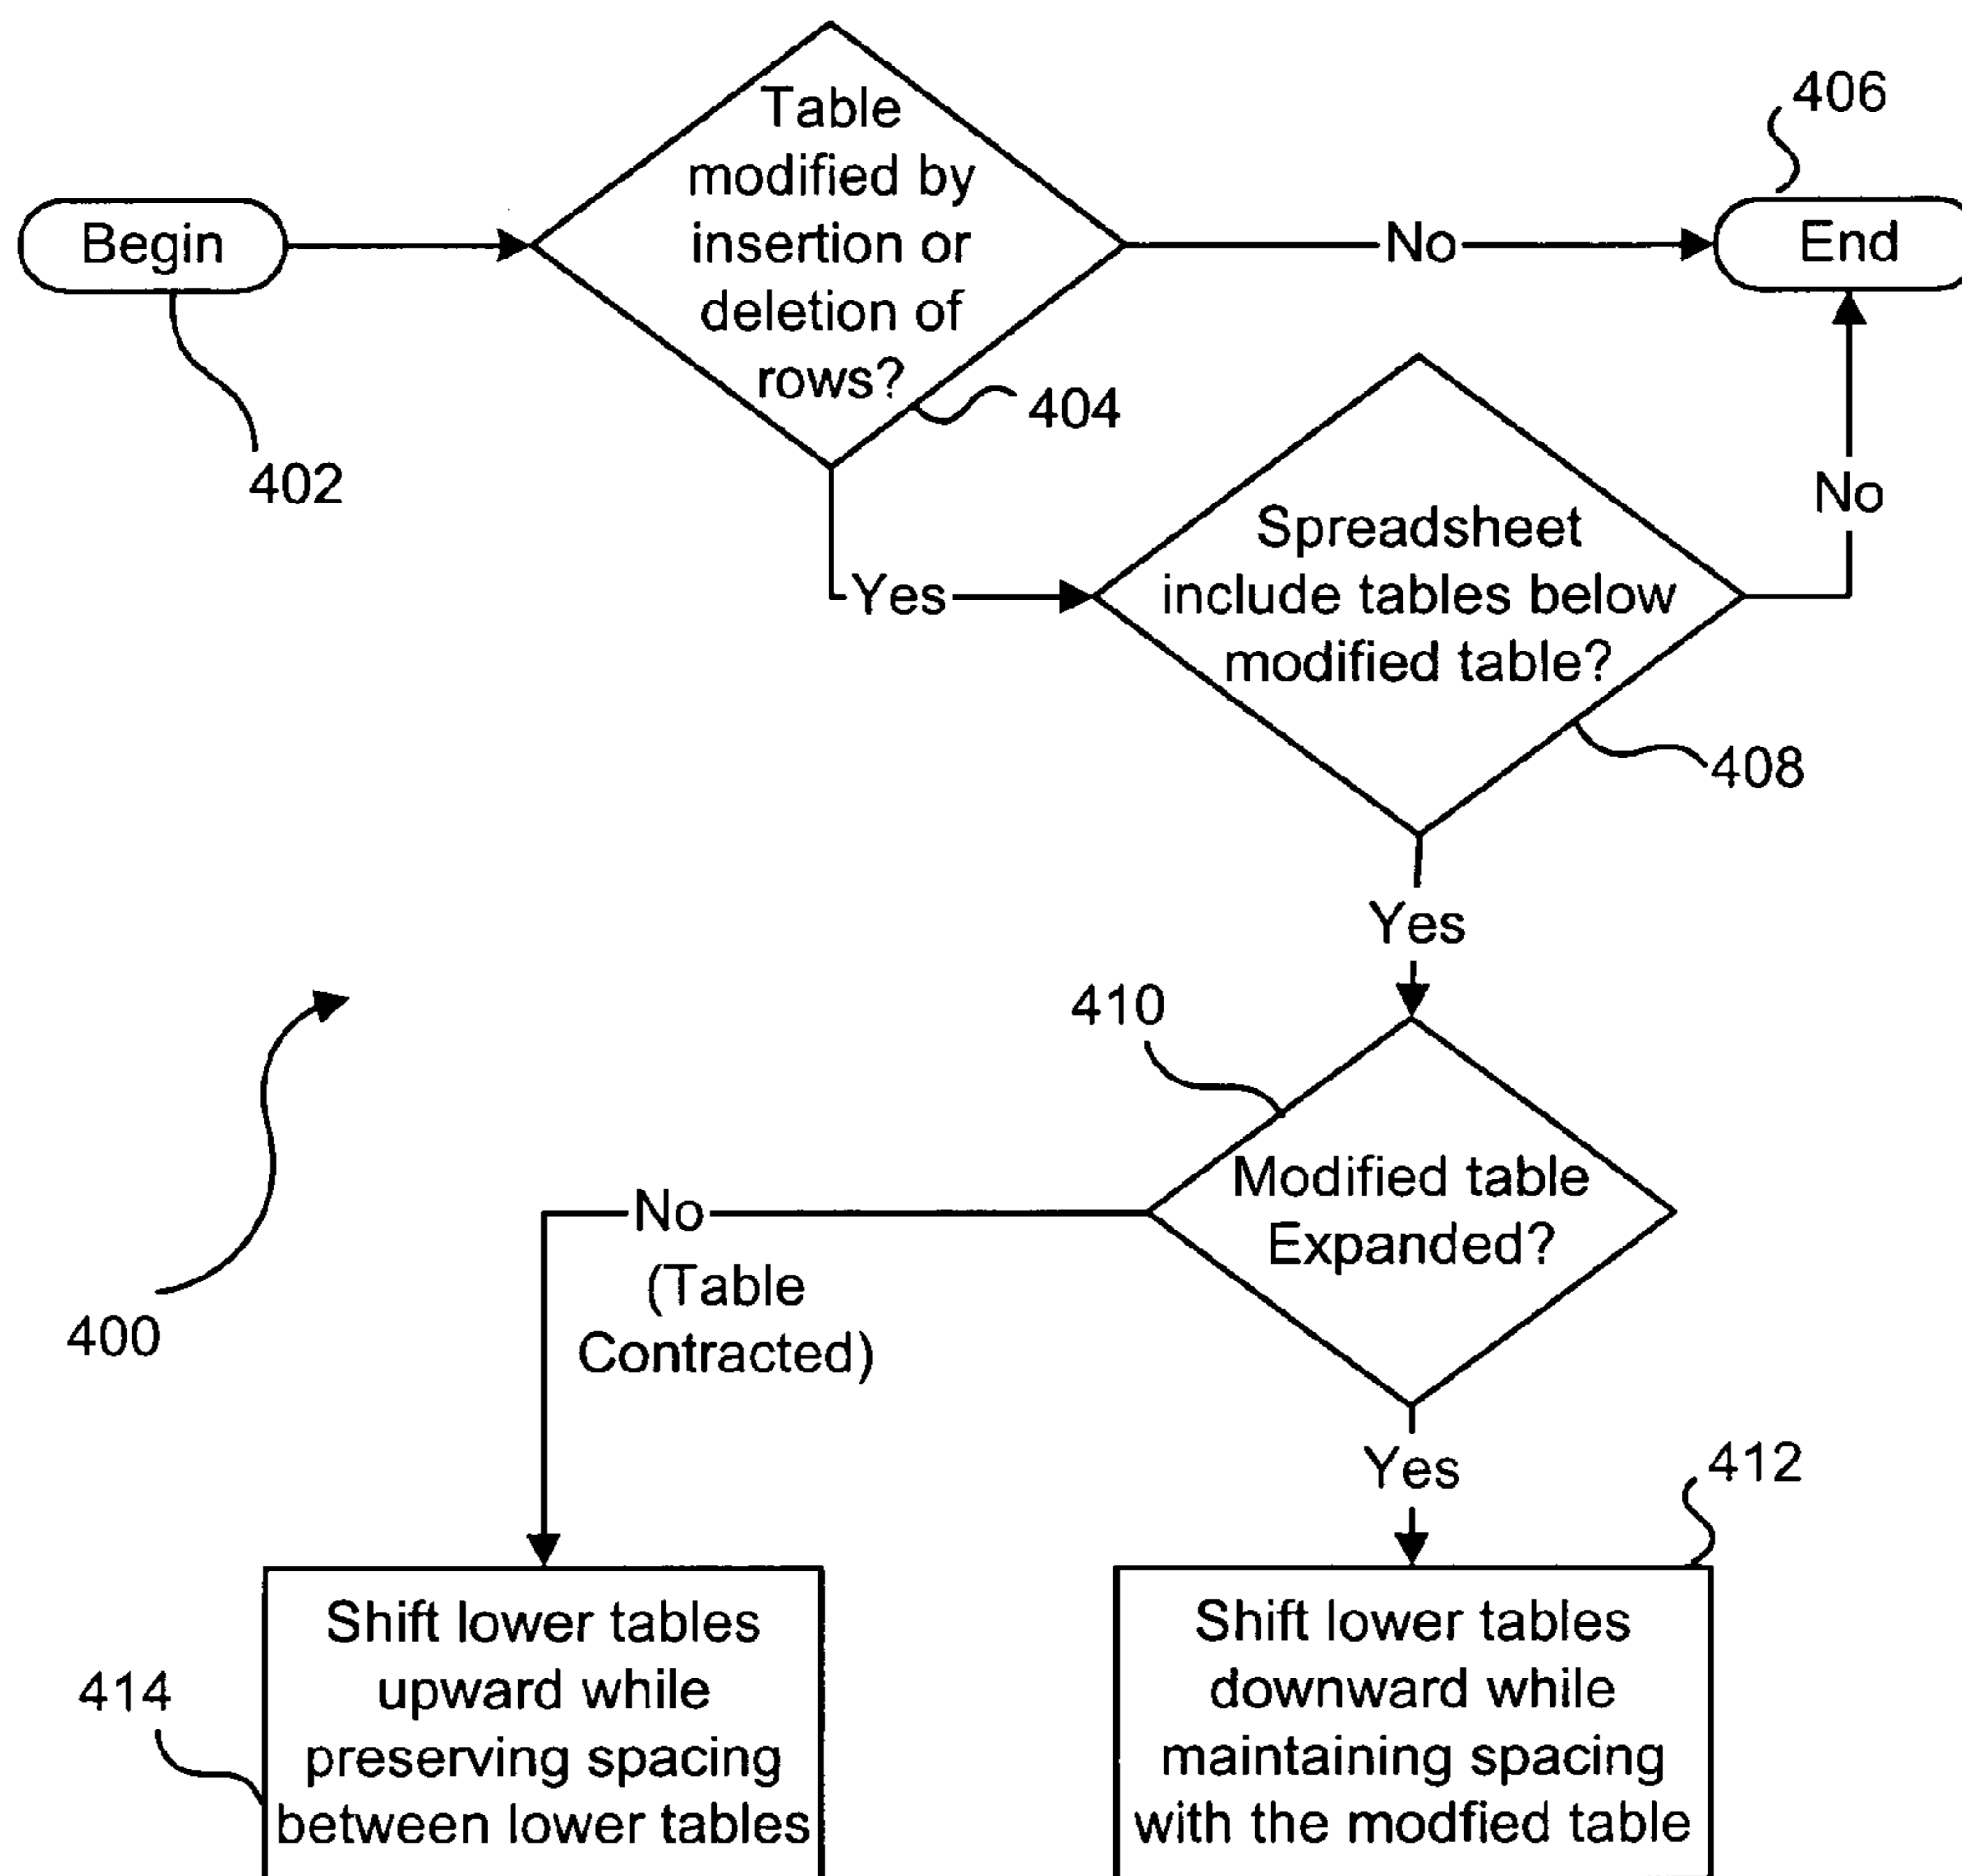 Table
modified by
insertion or
deletion of
rows?
406
Begin
No
End
404
402
No
Spreadsheet
include tables below
modified table?
Yes
408
Yes
410
Modified table
Expanded?
No
(Table
Contracted)
400
Yes
412
Shift lower tables
upward while
preserving spacing
between lower tables
414
Shift lower tables
downward while
maintaining spacing
with the modfied table